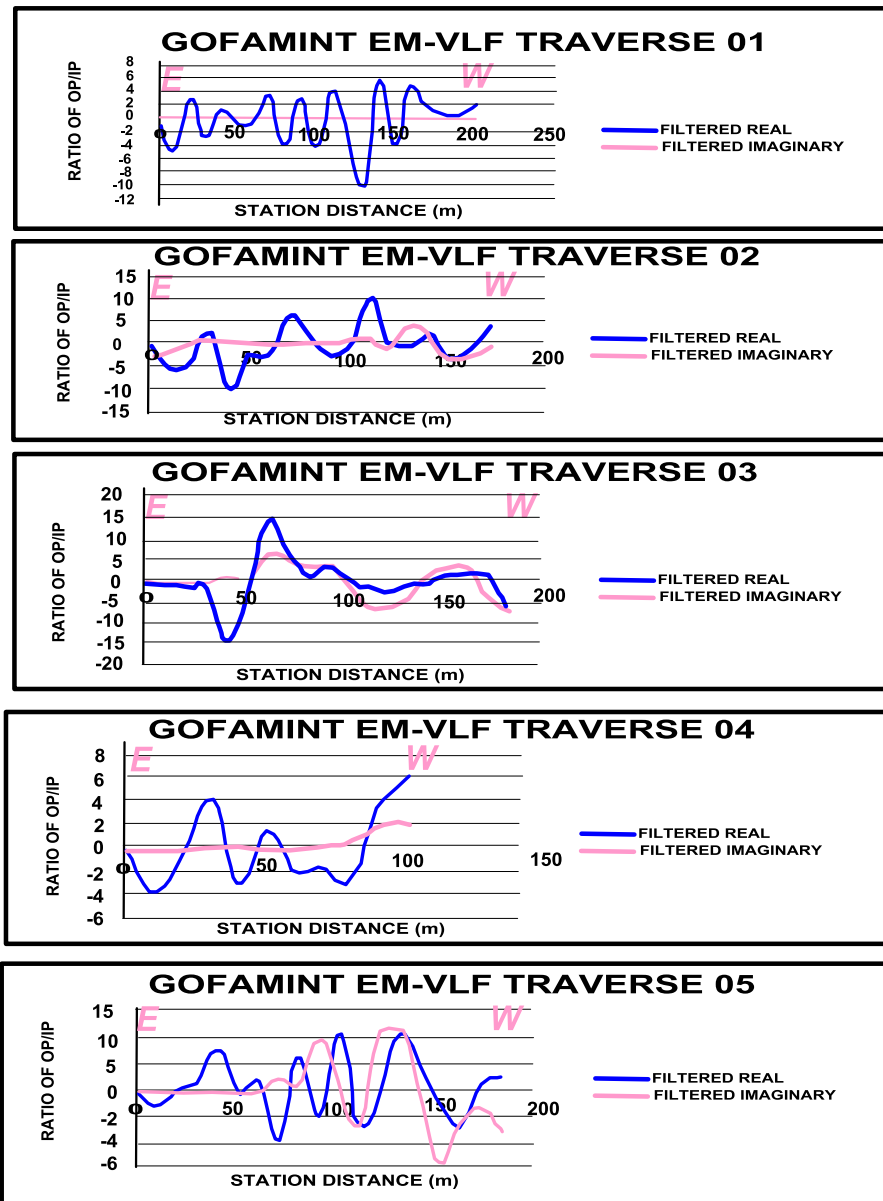 GOFAMINT EM-VLF TRAVERSE 01
E W
RATIO OF OP/IP
8
6
4
2
0
-2
-4
-6
-8
-10
-12
0 50 100 150 200 250
STATION DISTANCE (m)
FILTERED REAL
FILTERED IMAGINARY
GOFAMINT EM-VLF TRAVERSE 02
E W
RATIO OF OP/IP
15
10
5
0
-5
-10
-15
0 50 100 150 200
STATION DISTANCE (m)
FILTERED REAL
FILTERED IMAGINARY
GOFAMINT EM-VLF TRAVERSE 03
E W
RATIO OF OP/IP
20
15
10
5
0
-5
-10
-15
-20
0 50 100 150 200
STATION DISTANCE (m)
FILTERED REAL
FILTERED IMAGINARY
GOFAMINT EM-VLF TRAVERSE 04
E W
RATIO OF OP/IP
8
6
4
2
0
-2
-4
-6
0 50 100 150
STATION DISTANCE (m)
FILTERED REAL
FILTERED IMAGINARY
GOFAMINT EM-VLF TRAVERSE 05
E W
RATIO OF OP/IP
15
10
5
0
-2
-4
-6
0 50 100 150 200
STATION DISTANCE (m)
FILTERED REAL
FILTERED IMAGINARY